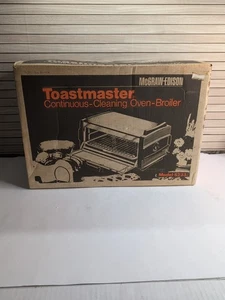 McGRAW-EDISON
Toastmaster
Continuous-Cleaning Oven-Broiler